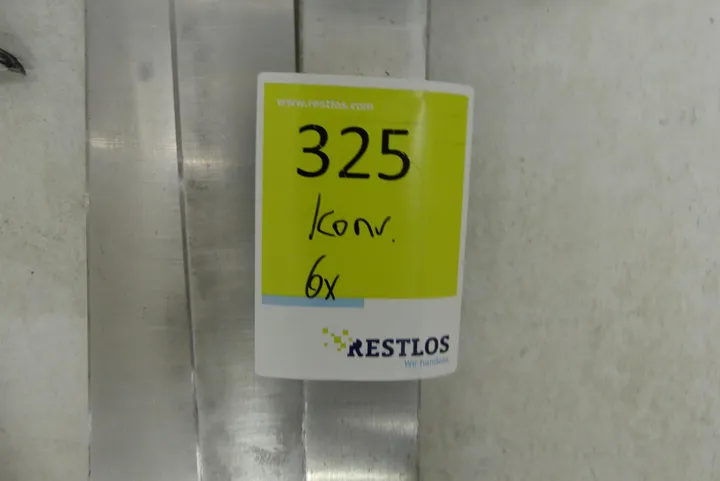 www.restlos.com
325
Konv.
6x
RESTLOS
Wir handeln.